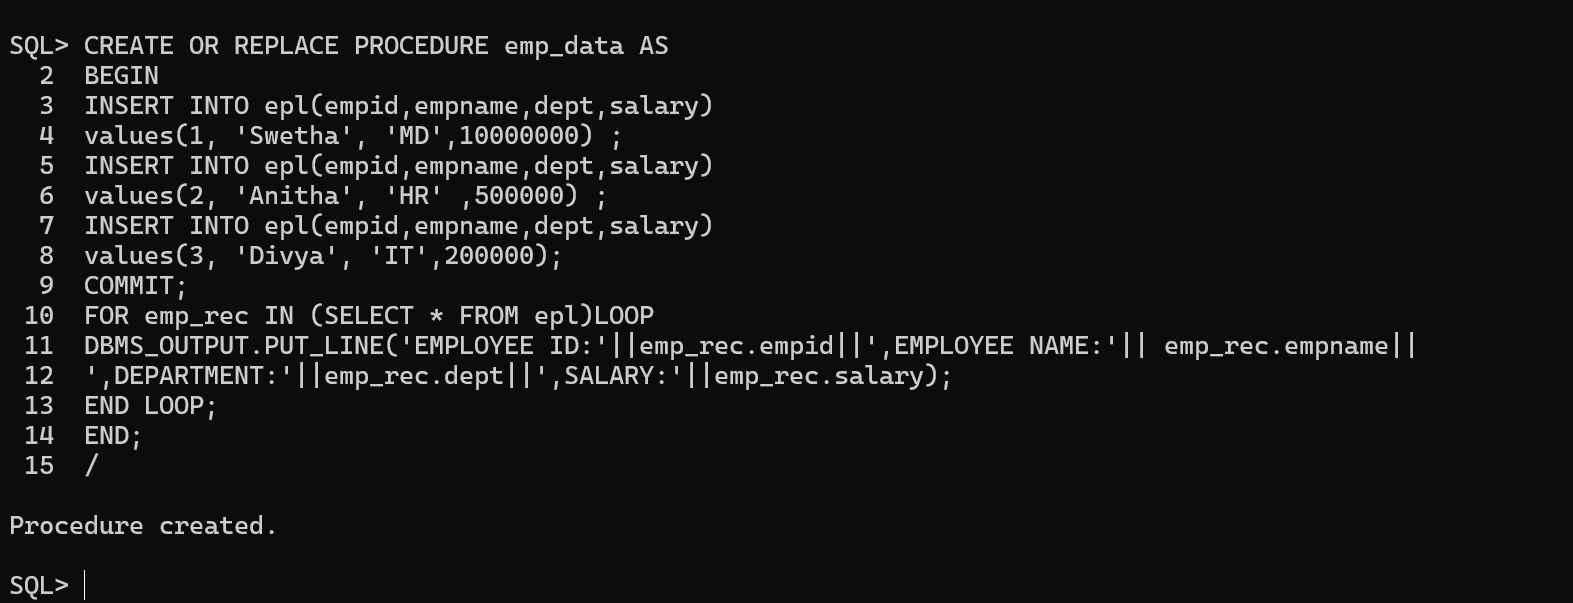 SQL> CREATE OR REPLACE PROCEDURE emp_data AS
  2  BEGIN
  3  INSERT INTO epl(empid,empname,dept,salary)
  4  values(1, 'Swetha', 'MD',10000000) ;
  5  INSERT INTO epl(empid,empname,dept,salary)
  6  values(2, 'Anitha', 'HR' ,500000) ;
  7  INSERT INTO epl(empid,empname,dept,salary)
  8  values(3, 'Divya', 'IT',200000);
  9  COMMIT;
 10  FOR emp_rec IN (SELECT * FROM epl)LOOP
 11  DBMS_OUTPUT.PUT_LINE('EMPLOYEE ID:'||emp_rec.empid||',EMPLOYEE NAME:'|| emp_rec.empname||
 12  ',DEPARTMENT:'||emp_rec.dept||',SALARY:'||emp_rec.salary);
 13  END LOOP;
 14  END;
 15  /
Procedure created.
SQL>